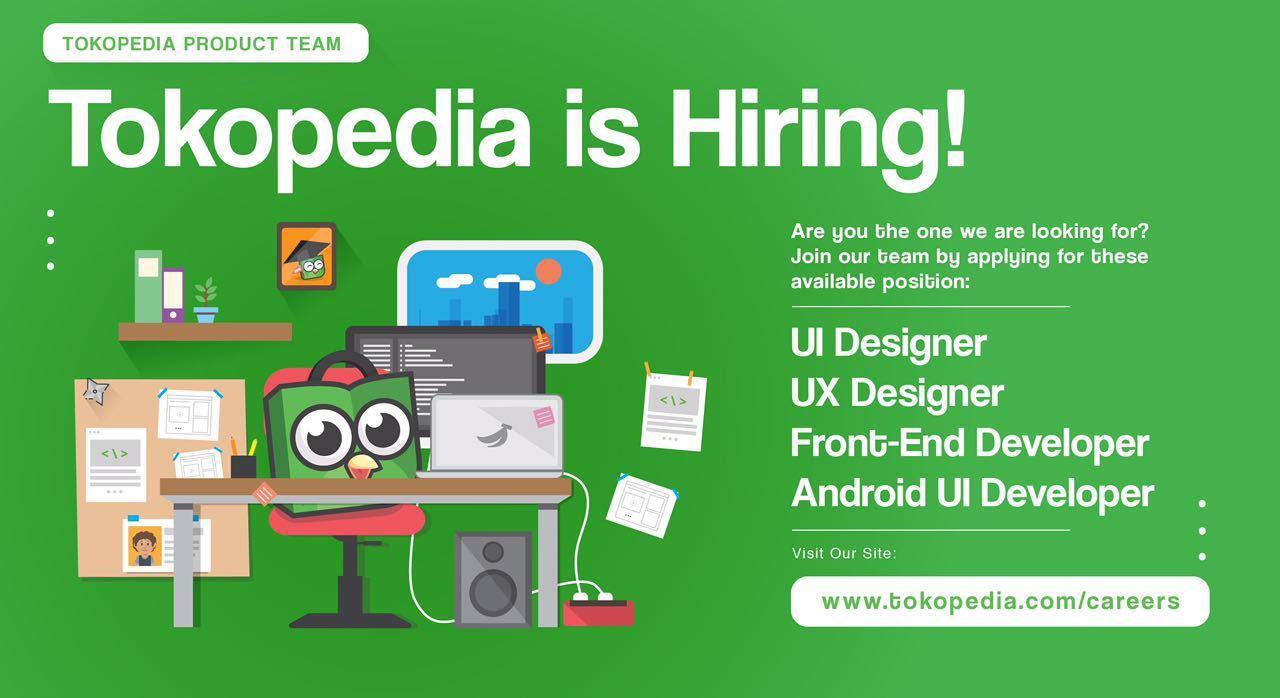 TOKOPEDIA PRODUCT TEAM
Tokopedia is Hiring!
Are you the one we are looking for?
Join our team by applying for these
available position:
UI Designer
UX Designer
Front-End Developer
Android UI Developer
Visit Our Site:
www.tokopedia.com/careers
<\>
<\>